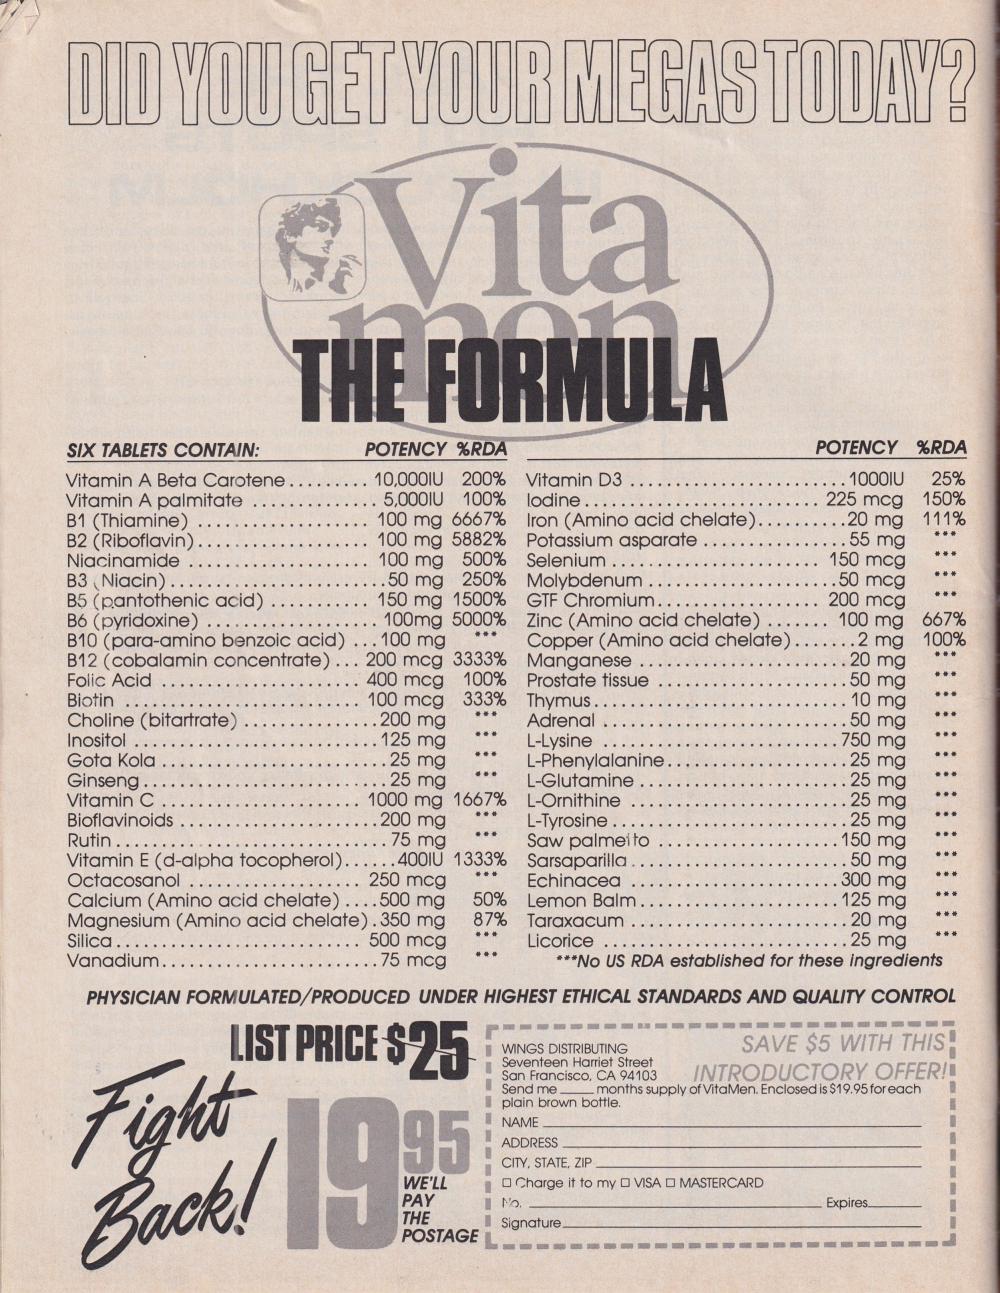 DID YOU GET YOUR MEGAS TODAY?
Vita
men
THE FORMULA
SIX TABLETS CONTAIN: POTENCY %RDA
Vitamin A Beta Carotene......... 10,000IU 200%
Vitamin A palmitate .............. 5,000IU 100%
B1 (Thiamine) .................... 100 mg 6667%
B2 (Riboflavin).................... 100 mg 5882%
Niacinamide ..................... 100 mg 500%
B3 (Niacin)........................ 50 mg 250%
B5 (pantothenic acid) ........... 150 mg 1500%
B6 (pyridoxine) ................... 100mg 5000%
B10 (para-amino benzoic acid) ...100 mg ***
B12 (cobalamin concentrate)... 200 mcg 3333%
Folic Acid ....................... 400 mcg 100%
Biotin ........................... 100 mcg 333%
Choline (bitartrate) ...............200 mg ***
Inositol ............................125 mg ***
Gota Kola ......................... 25 mg ***
Ginseng........................... 25 mg ***
Vitamin C ....................... 1000 mg 1667%
Bioflavinoids ......................200 mg ***
Rutin.............................. 75 mg ***
Vitamin E (d-alpha tocopherol)......400IU 1333%
Octacosanol ................... 250 mcg ***
Calcium (Amino acid chelate)....500 mg 50%
Magnesium (Amino acid chelate).350 mg 87%
Silica............................ 500 mcg ***
Vanadium......................... 75 mcg ***
POTENCY %RDA
Vitamin D3 ........................1000IU 25%
Iodine........................... 225 mcg 150%
Iron (Amino acid chelate)..........20 mg 111%
Potassium asparate ................ 55 mg ***
Selenium ........................ 150 mcg ***
Molybdenum ......................50 mcg ***
GTF Chromium................... 200 mcg ***
Zinc (Amino acid chelate) ....... 100 mg 667%
Copper (Amino acid chelate)........2 mg 100%
Manganese ....................... 20 mg ***
Prostate tissue .....................50 mg ***
Thymus............................ 10 mg ***
Adrenal ............................50 mg ***
L-Lysine ..........................750 mg ***
L-Phenylalanine....................25 mg ***
L-Glutamine ....................... 25 mg ***
L-Ornithine ........................ 25 mg ***
L-Tyrosine.......................... 25 mg ***
Saw palmeito .....................150 mg ***
Sarsaparilla ........................50 mg ***
Echinacea .......................300 mg ***
Lemon Balm ......................125 mg ***
Taraxacum ....................... 20 mg ***
Licorice ........................... 25 mg ***
***No US RDA established for these ingredients
PHYSICIAN FORMULATED/PRODUCED UNDER HIGHEST ETHICAL STANDARDS AND QUALITY CONTROL
LIST PRICE $25
Fight
Back!
19 95
WE'LL
PAY
THE
POSTAGE
SAVE $5 WITH THIS
INTRODUCTORY OFFER!
WINGS DISTRIBUTING
Seventeen Harriet Street
San Francisco, CA 94103
Send me _____ months supply of VitaMen. Enclosed is $19.95 for each
plain brown bottle.
NAME
ADDRESS
CITY, STATE, ZIP
□ Charge it to my □ VISA □ MASTERCARD
No. Expires
Signature